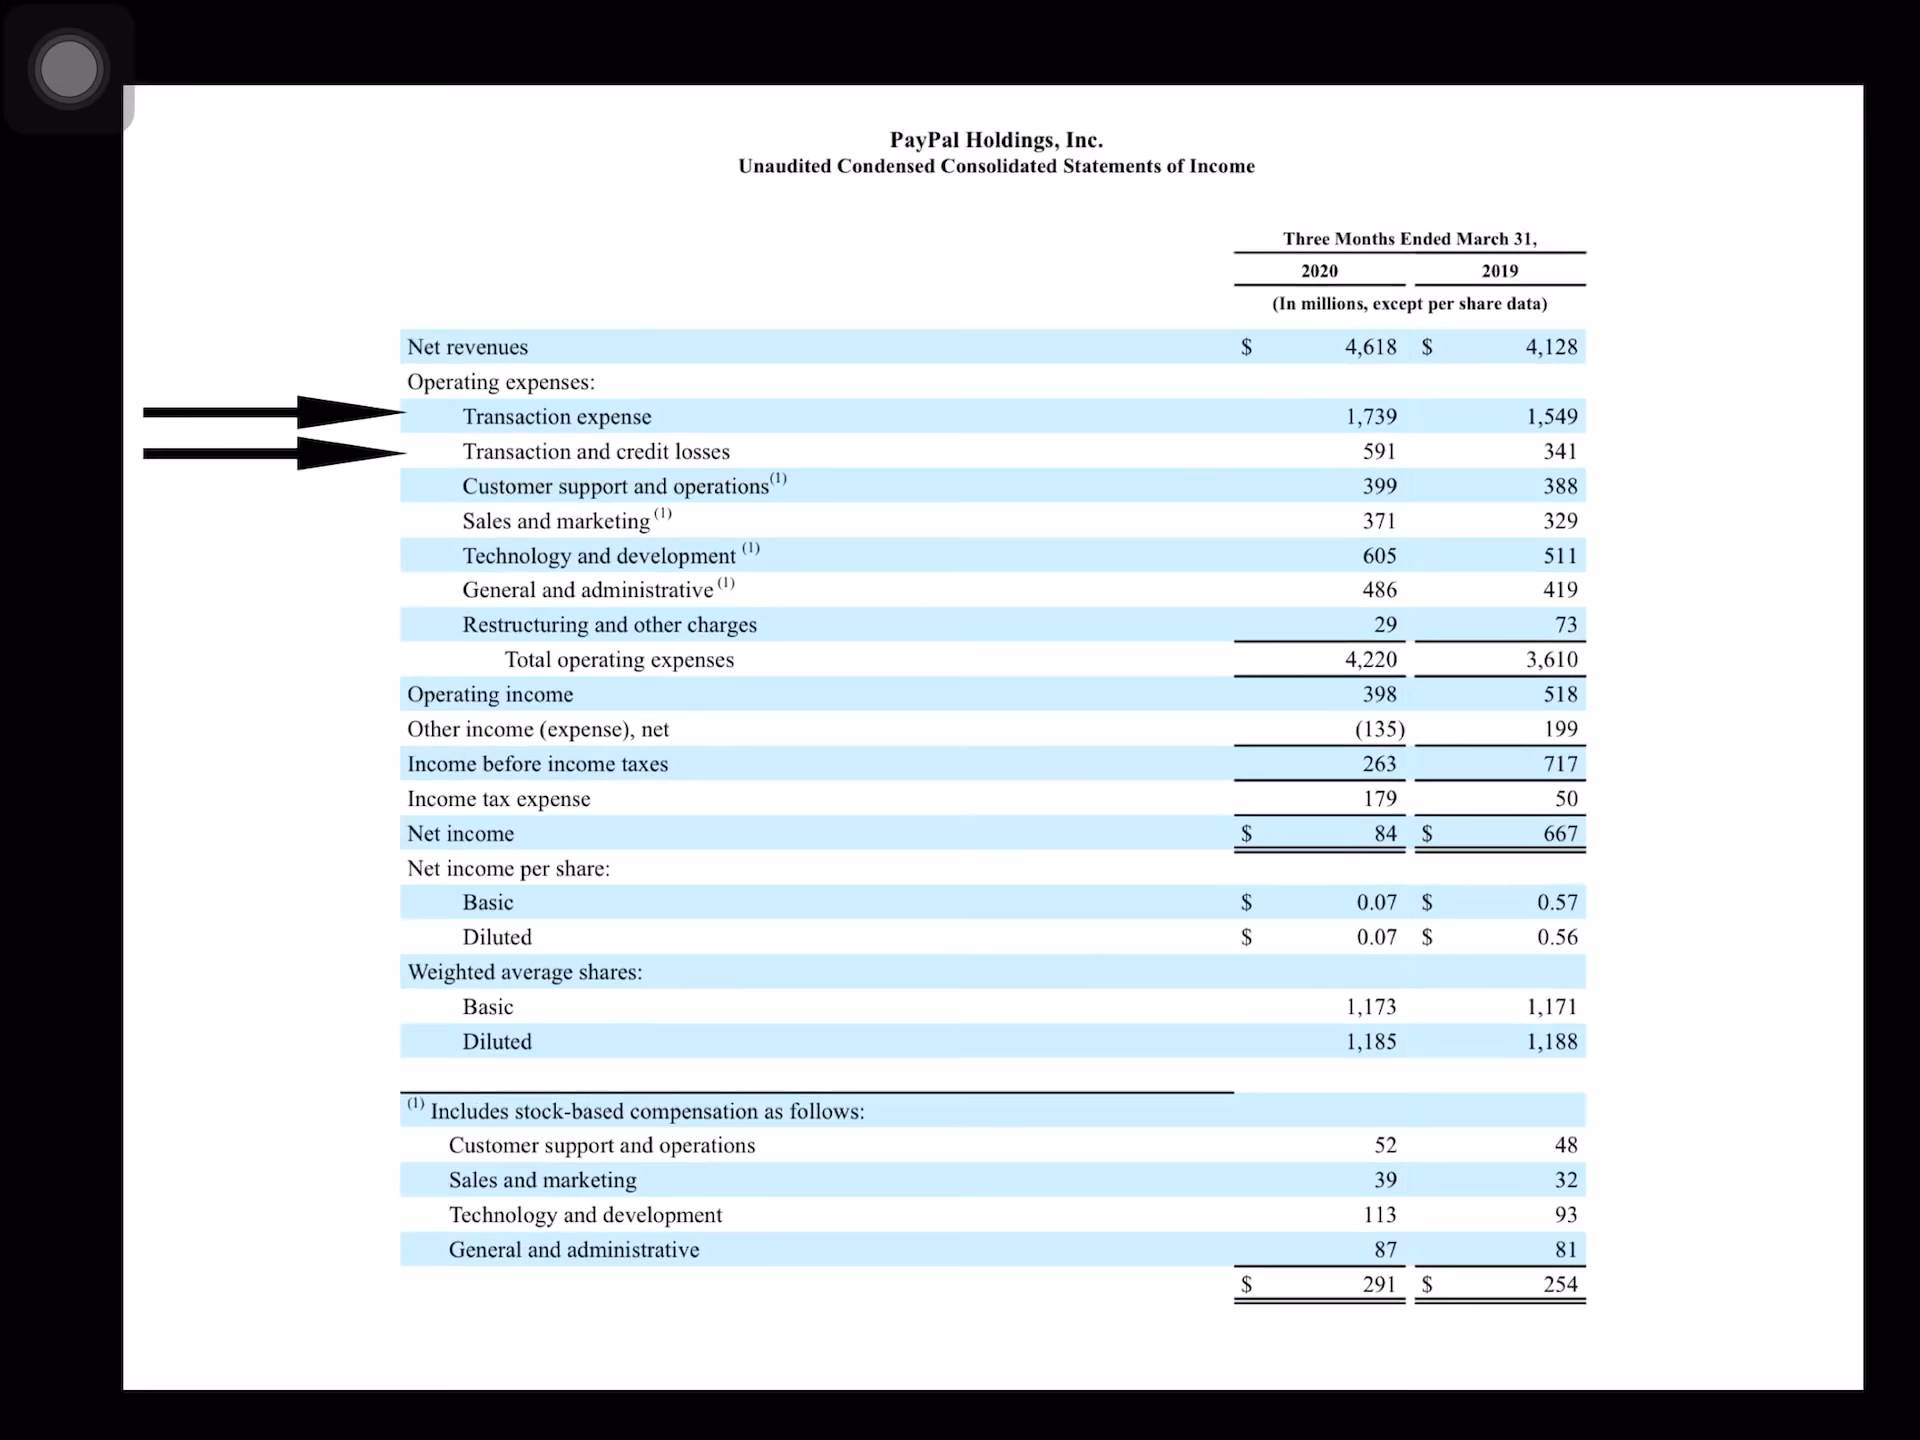 PayPal Holdings, Inc.
Unaudited Condensed Consolidated Statements of Income
Three Months Ended March 31,
2020 2019
(In millions, except per share data)
Net revenues $ 4,618 $ 4,128
Operating expenses:
Transaction expense 1,739 1,549
Transaction and credit losses 591 341
Customer support and operations(1) 399 388
Sales and marketing (1) 371 329
Technology and development (1) 605 511
General and administrative (1) 486 419
Restructuring and other charges 29 73
Total operating expenses 4,220 3,610
Operating income 398 518
Other income (expense), net (135) 199
Income before income taxes 263 717
Income tax expense 179 50
Net income $ 84 $ 667
Net income per share:
Basic $ 0.07 $ 0.57
Diluted $ 0.07 $ 0.56
Weighted average shares:
Basic 1,173 1,171
Diluted 1,185 1,188
(1) Includes stock-based compensation as follows:
Customer support and operations 52 48
Sales and marketing 39 32
Technology and development 113 93
General and administrative 87 81
$ 291 $ 254